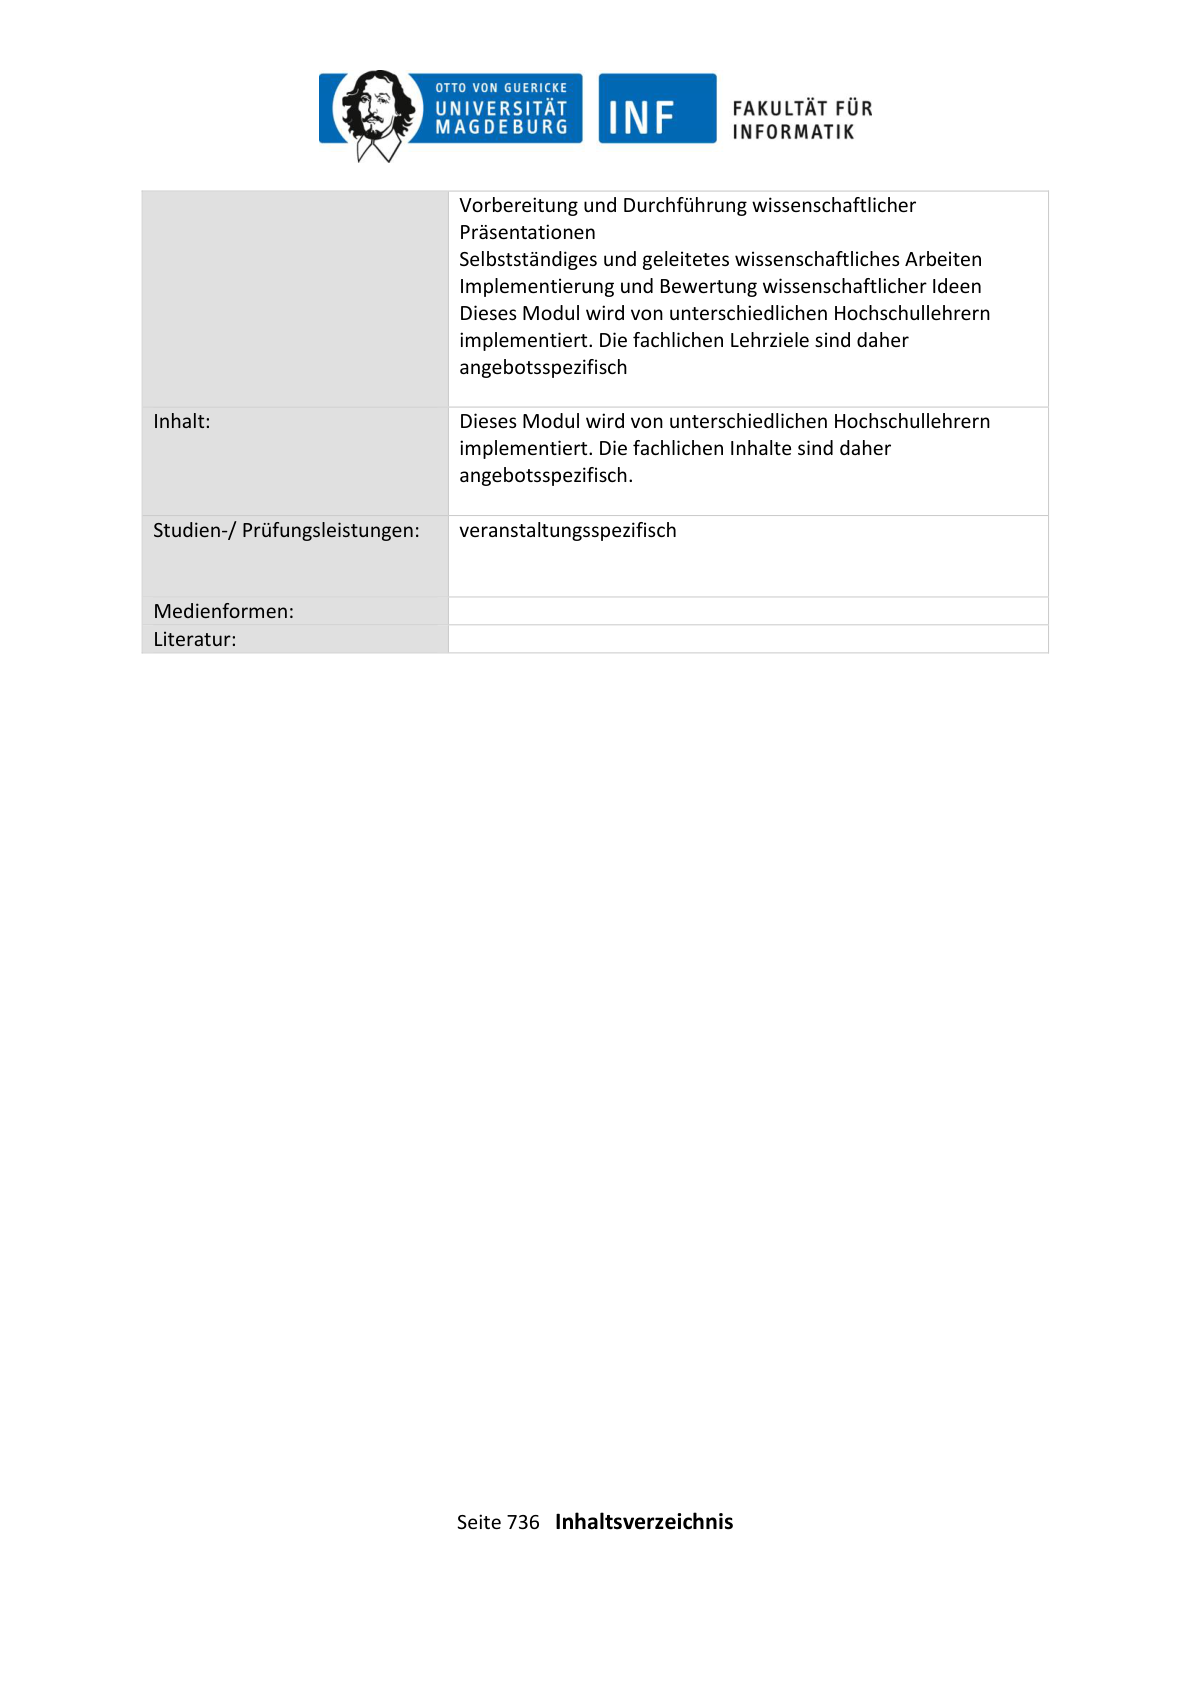 OTTO VON GUERICKE
UNIVERSITÄT
MAGDEBURG
INF
FAKULTÄT FÜR
INFORMATIK
Vorbereitung und Durchführung wissenschaftlicher
Präsentationen
Selbstständiges und geleitetes wissenschaftliches Arbeiten
Implementierung und Bewertung wissenschaftlicher Ideen
Dieses Modul wird von unterschiedlichen Hochschullehrern
implementiert. Die fachlichen Lehrziele sind daher
angebotsspezifisch
Inhalt:
Dieses Modul wird von unterschiedlichen Hochschullehrern
implementiert. Die fachlichen Inhalte sind daher
angebotsspezifisch.
Studien-/ Prüfungsleistungen:
veranstaltungsspezifisch
Medienformen:
Literatur:
Seite 736 Inhaltsverzeichnis